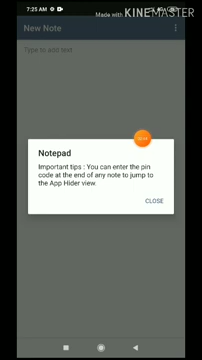 7:25 AM
Made with KINEMASTER
New Note
Type to add text
Notepad
Important tips : You can enter the pin
code at the end of any note to jump to
the App Hider view.
CLOSE